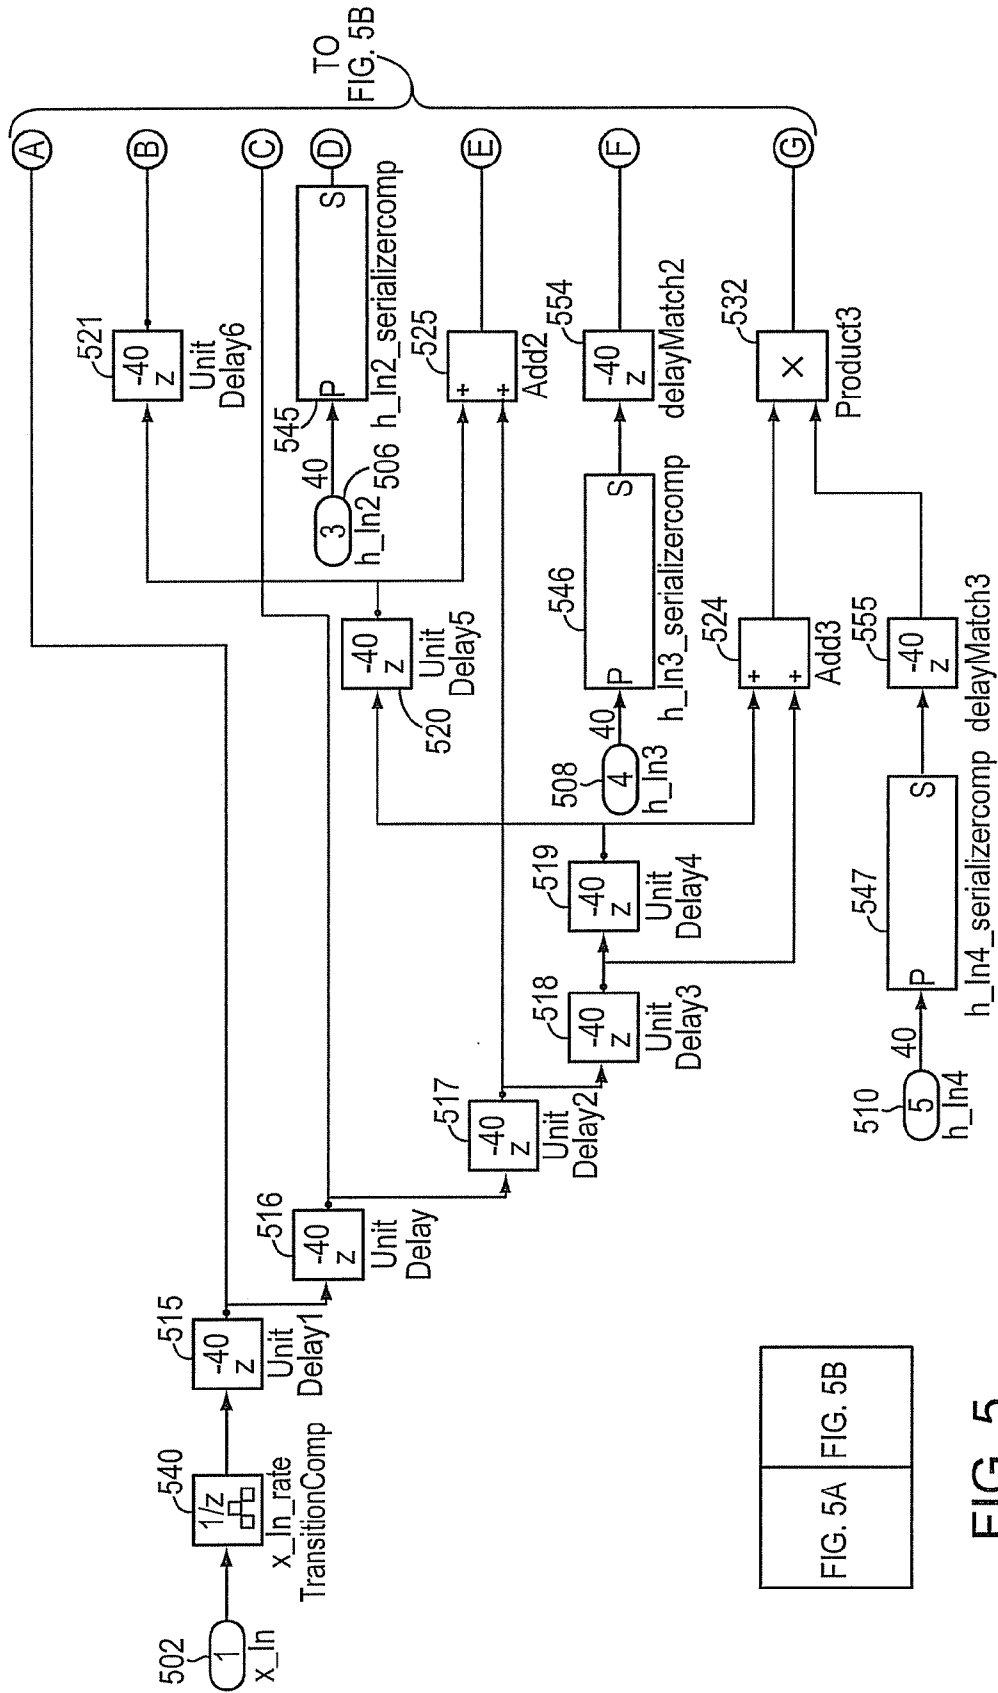 TO
FIG. 5B
A
B
C
D
E
F
G
521
-40
z
Unit
Delay6
545
P
S
h_In2_serializercomp
40
3
506
h_In2
525
+
+
Add2
554
-40
z
delayMatch2
532
×
Product3
520
-40
z
Unit
Delay5
546
P
S
h_In3_serializercomp
40
508
4
h_In3
524
+
+
Add3
555
-40
z
delayMatch3
547
P
S
h_In4_serializercomp
40
510
5
h_In4
519
-40
z
Unit
Delay4
518
-40
z
Unit
Delay3
517
-40
z
Unit
Delay2
516
-40
z
Unit
Delay
515
-40
z
Unit
Delay1
540
1/z
x_In_rate
TransitionComp
502
1
x_In
FIG. 5A
FIG. 5B
FIG. 5